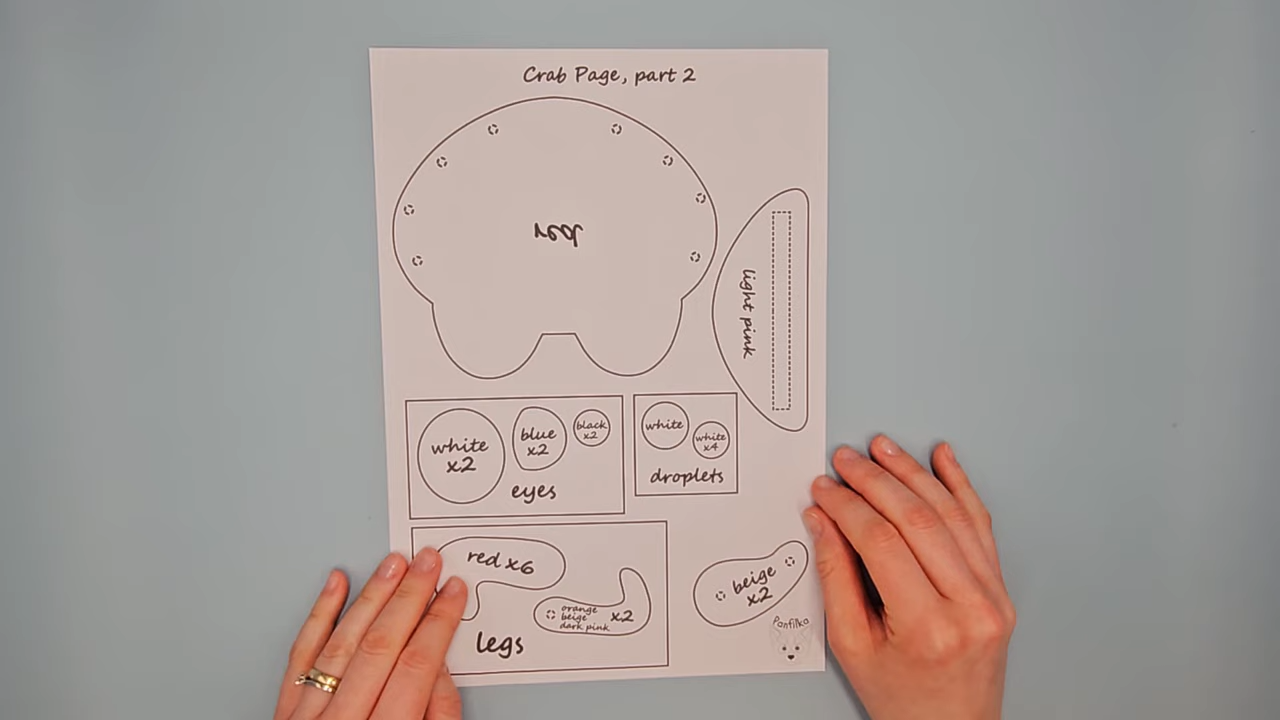 Crab Page, part 2
red
light pink
white
x2
blue
x2
black
x2
eyes
white
white
x4
droplets
red x6
orange
beige
dark pink
x2
legs
beige
x2
Panfilka